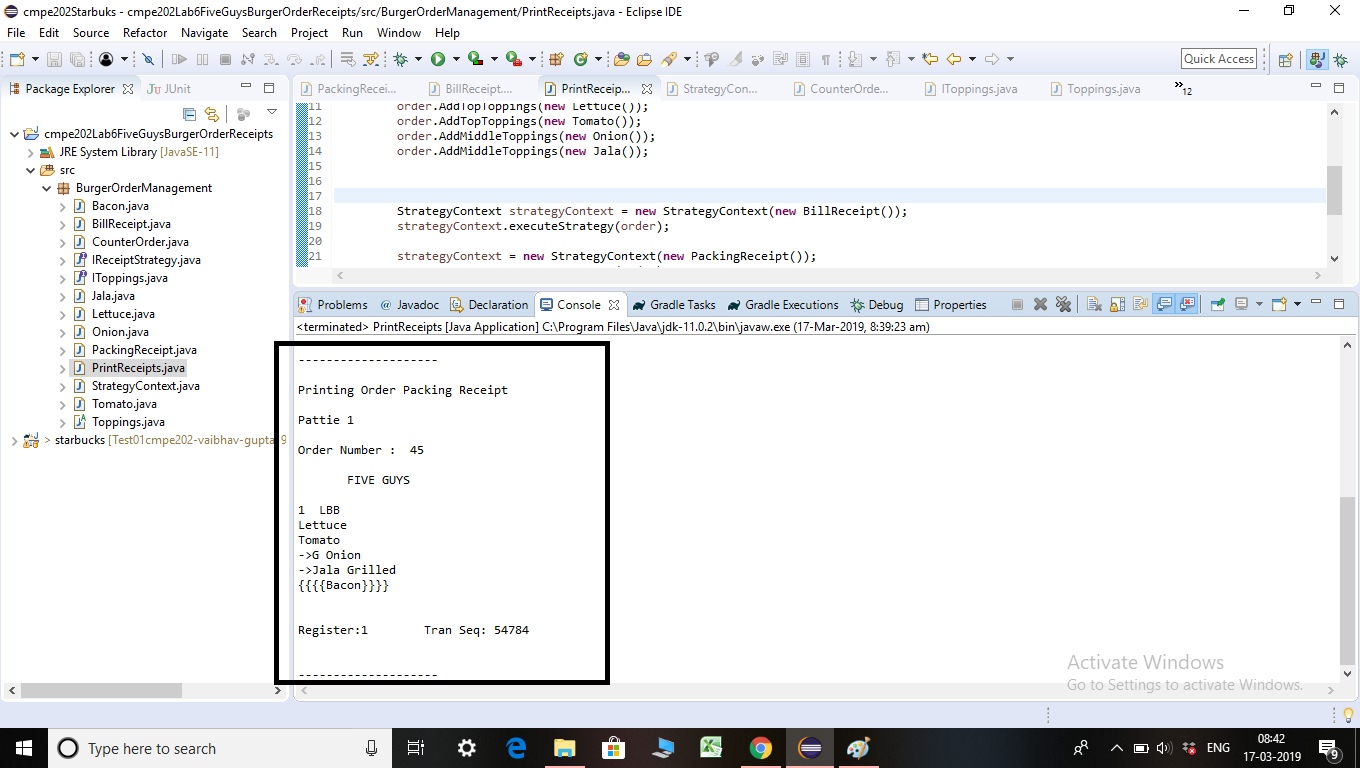 cmpe202Starbuks - cmpe202Lab6FiveGuysBurgerOrderReceipts/src/BurgerOrderManagement/PrintReceipts.java - Eclipse IDE
File Edit Source Refactor Navigate Search Project Run Window Help
Quick Access
Package Explorer JUnit
cmpe202Lab6FiveGuysBurgerOrderReceipts
JRE System Library [JavaSE-11]
src
BurgerOrderManagement
Bacon.java
BillReceipt.java
CounterOrder.java
IReceiptStrategy.java
IToppings.java
Jala.java
Lettuce.java
Onion.java
PackingReceipt.java
PrintReceipts.java
StrategyContext.java
Tomato.java
Toppings.java
> starbucks [Test01cmpe202-vaibhav-gupta 9
PackingRecei... BillReceipt.... PrintReceip... StrategyCon... CounterOrde... IToppings.java Toppings.java »12
11 order.AddTopToppings(new Lettuce());
12 order.AddTopToppings(new Tomato());
13 order.AddMiddleToppings(new Onion());
14 order.AddMiddleToppings(new Jala());
15
16
17
18 StrategyContext strategyContext = new StrategyContext(new BillReceipt());
19 strategyContext.executeStrategy(order);
20
21 strategyContext = new StrategyContext(new PackingReceipt());
Problems @ Javadoc Declaration Console Gradle Tasks Gradle Executions Debug Properties
<terminated> PrintReceipts [Java Application] C:\Program Files\Java\jdk-11.0.2\bin\javaw.exe (17-Mar-2019, 8:39:23 am)
--------------------
Printing Order Packing Receipt
Pattie 1
Order Number :  45
FIVE GUYS
1  LBB
Lettuce
Tomato
->G Onion
->Jala Grilled
{{{{Bacon}}}}
Register:1        Tran Seq: 54784
--------------------
Activate Windows
Go to Settings to activate Windows.
Type here to search
ENG
08:42
17-03-2019
9